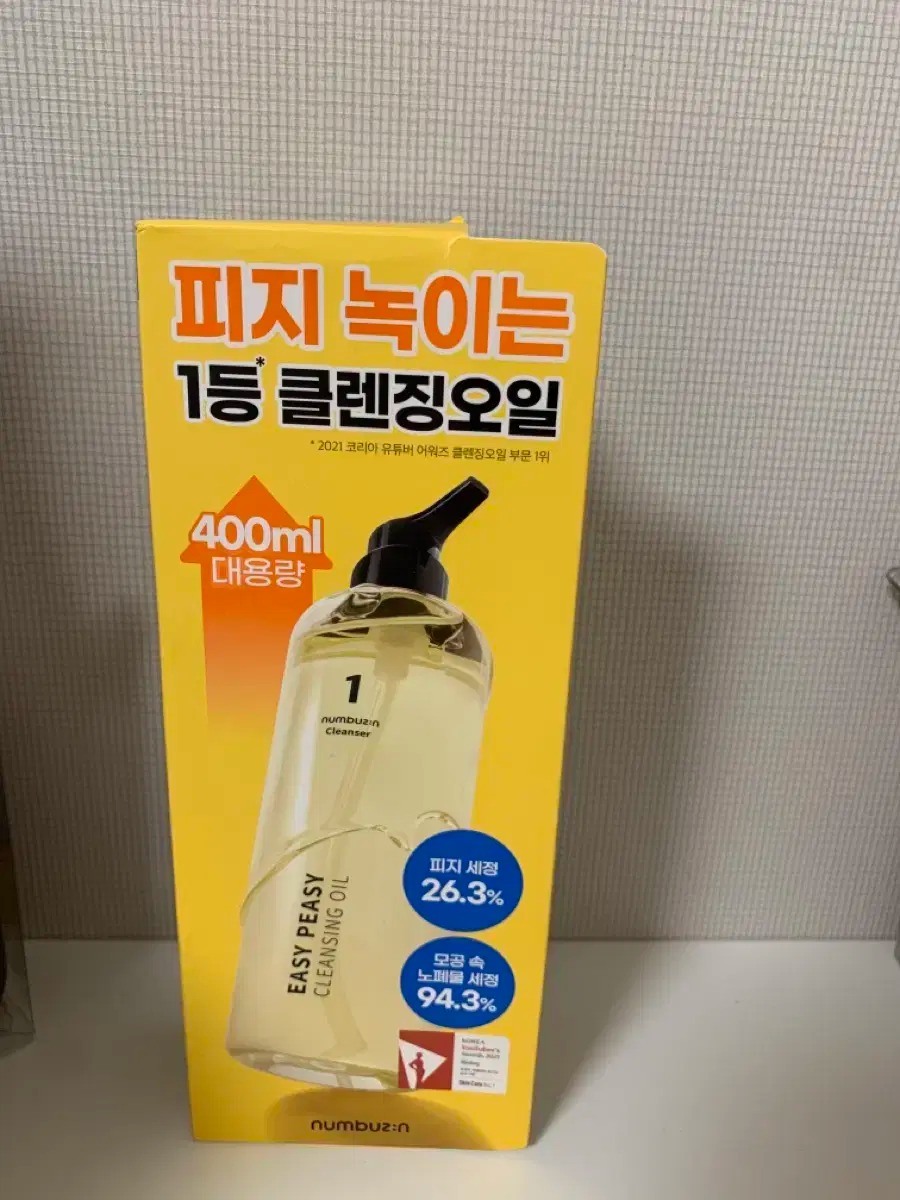 피지 녹이는
1등* 클렌징오일
* 2021 코리아 유튜버 어워즈 클렌징오일 부문 1위
400ml
대용량
1
numbuz:n
Cleanser
EASY PEASY
CLEANSING OIL
피지 세정
26.3%
모공 속
노폐물 세정
94.3%
KOREA
Awards 2021
numbuz:n